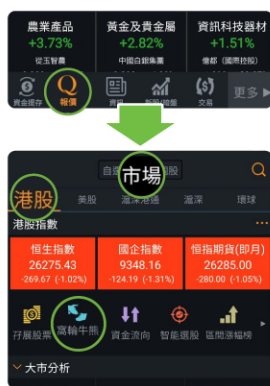 農業產品
黃金及貴金屬
資訊科技器材
+3.73%
+2.82%
+1.51%
從玉智農
中國白銀集團
億都（國際控股）
資金摆存
報價
資訊
交易
更多
自選
市場
股
港股
美股
滬深港通
滬深
環球
港股指數
恒生指數
國企指數
恒指期貨(即月)
26275.43
9348.16
26285.00
-269.67 (-1.02%)
-124.19 (-1.31%)
-280.00 (-1.05%)
孖展股票
窩輪牛熊
資金流向
智能選股
區間漲幅榜
大市分析